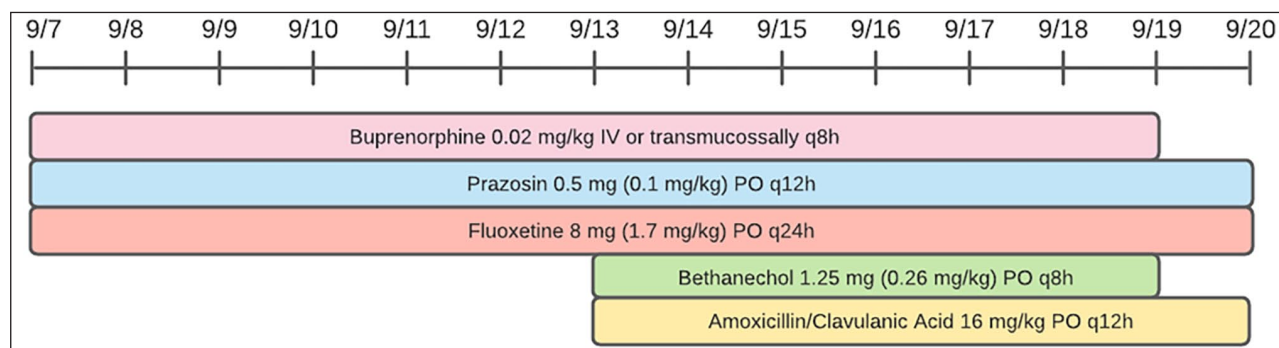 9/7 9/8 9/9 9/10 9/11 9/12 9/13 9/14 9/15 9/16 9/17 9/18 9/19 9/20
Buprenorphine 0.02 mg/kg IV or transmucossally q8h
Prazosin 0.5 mg (0.1 mg/kg) PO q12h
Fluoxetine 8 mg (1.7 mg/kg) PO q24h
Bethanechol 1.25 mg (0.26 mg/kg) PO q8h
Amoxicillin/Clavulanic Acid 16 mg/kg PO q12h